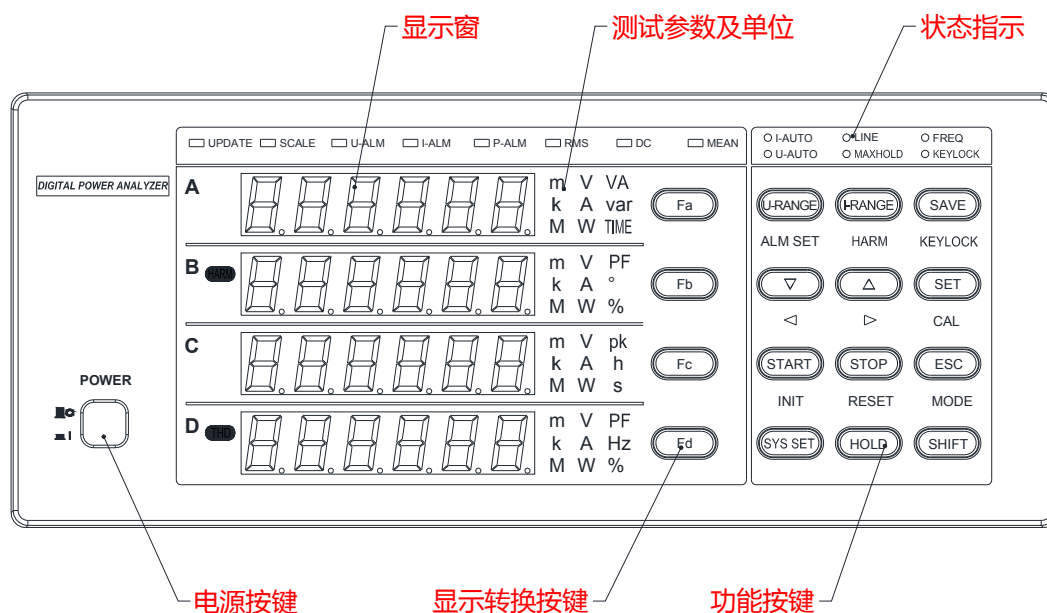 显示窗 测试参数及单位 状态指示
UPDATE SCALE U-ALM I-ALM P-ALM RMS DC MEAN
I-AUTO LINE FREQ
U-AUTO MAXHOLD KEYLOCK
DIGITAL POWER ANALYZER
A
m V VA
k A var
M W TIME
Fa
B HARM
m V PF
k A °
M W %
Fb
C
m V pk
k A h
M W s
Fc
D THD
m V PF
k A Hz
M W %
Fd
U-RANGE I-RANGE SAVE
ALM SET HARM KEYLOCK
SET
CAL
START STOP ESC
INIT RESET MODE
SYS SET HOLD SHIFT
POWER
电源按键 显示转换按键 功能按键